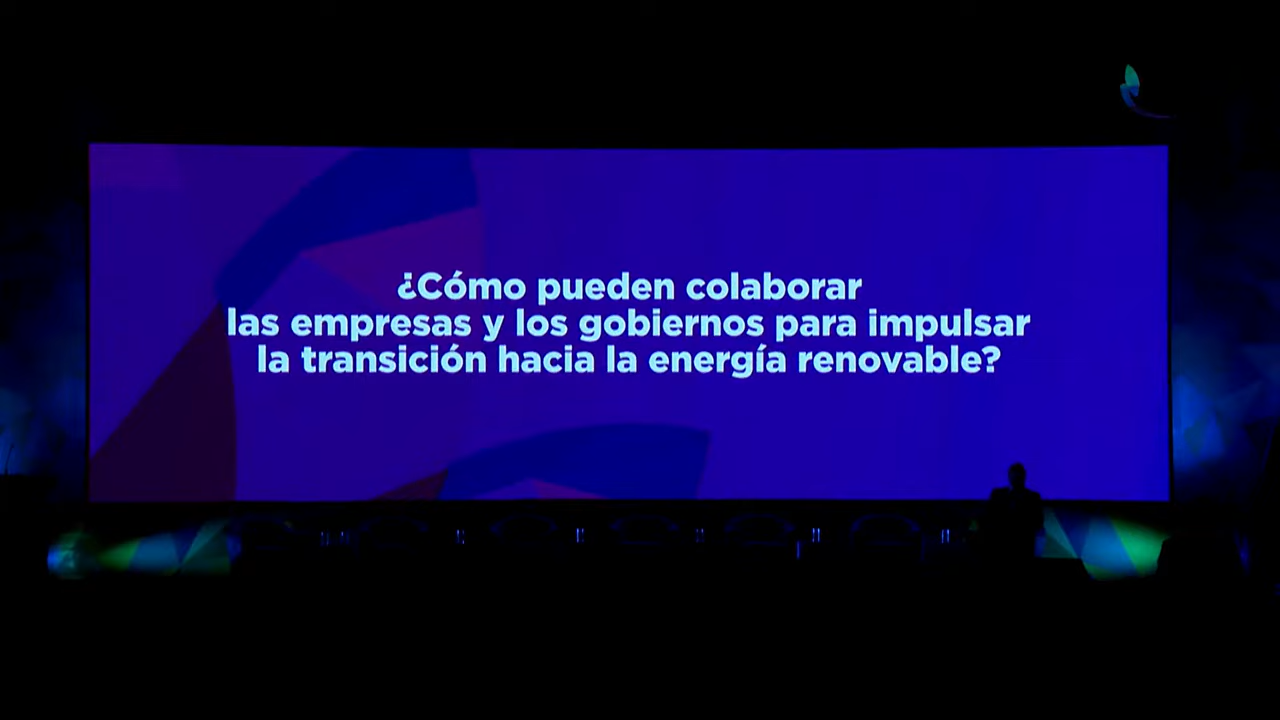 ¿Cómo pueden colaborar
las empresas y los gobiernos para impulsar
la transición hacia la energía renovable?